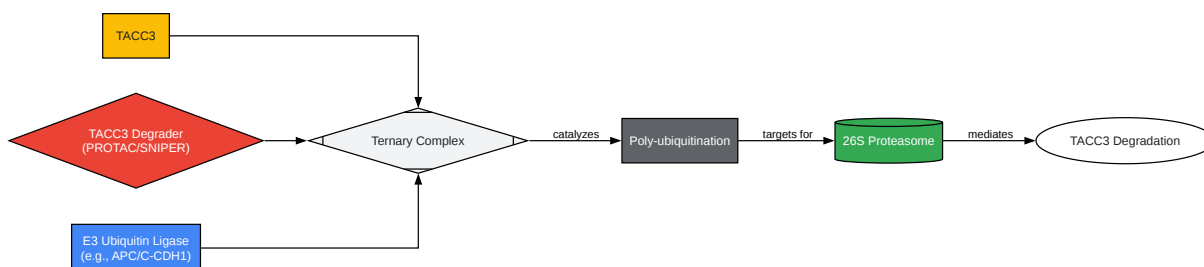 TACC3
TACC3 Degrader
(PROTAC/SNIPER)
Ternary Complex
catalyzes
Poly-ubiquitination
targets for
26S Proteasome
mediates
TACC3 Degradation
E3 Ubiquitin Ligase
(e.g., APC/C-CDH1)